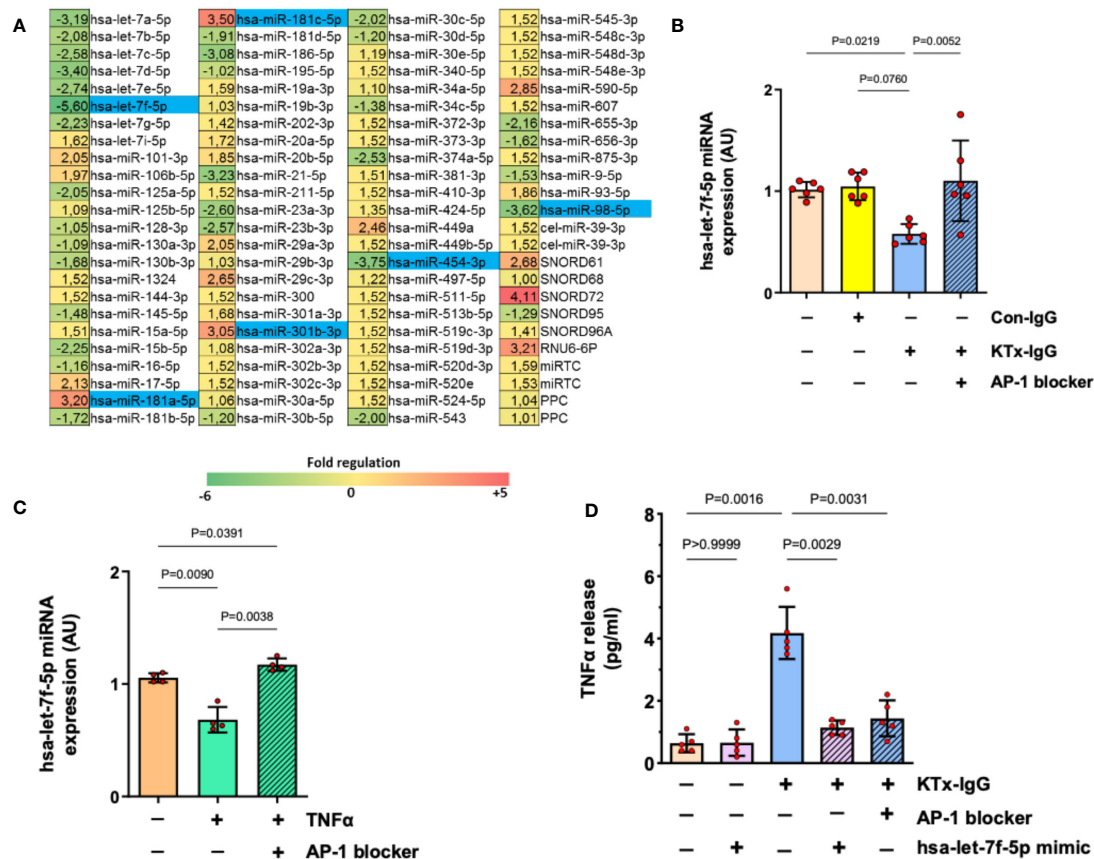 A
-3,19 hsa-let-7a-5p 3,50 hsa-miR-181c-5p -2,02 hsa-miR-30c-5p 1,52 hsa-miR-545-3p
-2,08 hsa-let-7b-5p -1,91 hsa-miR-181d-5p -1,20 hsa-miR-30d-5p 1,52 hsa-miR-548c-3p
-2,58 hsa-let-7c-5p -3,08 hsa-miR-186-5p 1,19 hsa-miR-30e-5p 1,52 hsa-miR-548d-3p
-3,40 hsa-let-7d-5p -1,02 hsa-miR-195-5p 1,52 hsa-miR-340-5p 1,52 hsa-miR-548e-3p
-2,74 hsa-let-7e-5p 1,59 hsa-miR-19a-3p 1,10 hsa-miR-34a-5p 2,85 hsa-miR-590-5p
-5,60 hsa-let-7f-5p 1,03 hsa-miR-19b-3p -1,38 hsa-miR-34c-5p 1,52 hsa-miR-607
-2,23 hsa-let-7g-5p 1,42 hsa-miR-202-3p 1,52 hsa-miR-372-3p -2,16 hsa-miR-655-3p
1,62 hsa-let-7i-5p 1,72 hsa-miR-20a-5p 1,52 hsa-miR-373-3p -1,62 hsa-miR-656-3p
2,05 hsa-miR-101-3p 1,85 hsa-miR-20b-5p -2,53 hsa-miR-374a-5p 1,52 hsa-miR-875-3p
1,97 hsa-miR-106b-5p -3,23 hsa-miR-21-5p 1,51 hsa-miR-381-3p -1,53 hsa-miR-9-5p
-2,05 hsa-miR-125a-5p 1,52 hsa-miR-211-5p 1,52 hsa-miR-410-3p 1,86 hsa-miR-93-5p
1,09 hsa-miR-125b-5p -2,60 hsa-miR-23a-3p 1,35 hsa-miR-424-5p -3,62 hsa-miR-98-5p
-1,05 hsa-miR-128-3p -2,57 hsa-miR-23b-3p 2,46 hsa-miR-449a 1,52 cel-miR-39-3p
-1,09 hsa-miR-130a-3p 2,05 hsa-miR-29a-3p 1,52 hsa-miR-449b-5p 1,52 cel-miR-39-3p
-1,68 hsa-miR-130b-3p 1,03 hsa-miR-29b-3p -3,75 hsa-miR-454-3p 2,68 SNORD61
1,52 hsa-miR-1324 2,65 hsa-miR-29c-3p 1,22 hsa-miR-497-5p 1,00 SNORD68
1,52 hsa-miR-144-3p 1,52 hsa-miR-300 1,52 hsa-miR-511-5p 4,11 SNORD72
-1,48 hsa-miR-145-5p 1,68 hsa-miR-301a-3p 1,52 hsa-miR-513b-5p -1,29 SNORD95
1,51 hsa-miR-15a-5p 3,05 hsa-miR-301b-3p 1,52 hsa-miR-519c-3p 1,41 SNORD96A
-2,25 hsa-miR-15b-5p 1,08 hsa-miR-302a-3p 1,52 hsa-miR-519d-3p 3,21 RNU6-6P
-1,16 hsa-miR-16-5p 1,52 hsa-miR-302b-3p 1,52 hsa-miR-520d-3p 1,59 miRTC
2,13 hsa-miR-17-5p 1,52 hsa-miR-302c-3p 1,52 hsa-miR-520e 1,53 miRTC
3,20 hsa-miR-181a-5p 1,06 hsa-miR-30a-5p 1,52 hsa-miR-524-5p 1,04 PPC
-1,72 hsa-miR-181b-5p -1,20 hsa-miR-30b-5p -2,00 hsa-miR-543 1,01 PPC
Fold regulation
-6 0 +5
B
P=0.0219 P=0.0052
P=0.0760
hsa-let-7f-5p miRNA
expression (AU)
2
1
0
– + – – Con-IgG
– – + + KTx-IgG
– – – + AP-1 blocker
C
P=0.0391
P=0.0090
P=0.0038
hsa-let-7f-5p miRNA
expression (AU)
2
1
0
– + + TNFα
– – + AP-1 blocker
D
P=0.0016 P=0.0031
P>0.9999 P=0.0029
TNFα release
(pg/ml)
8
6
4
2
0
– – + + + KTx-IgG
– – – – + AP-1 blocker
– + – + – hsa-let-7f-5p mimic